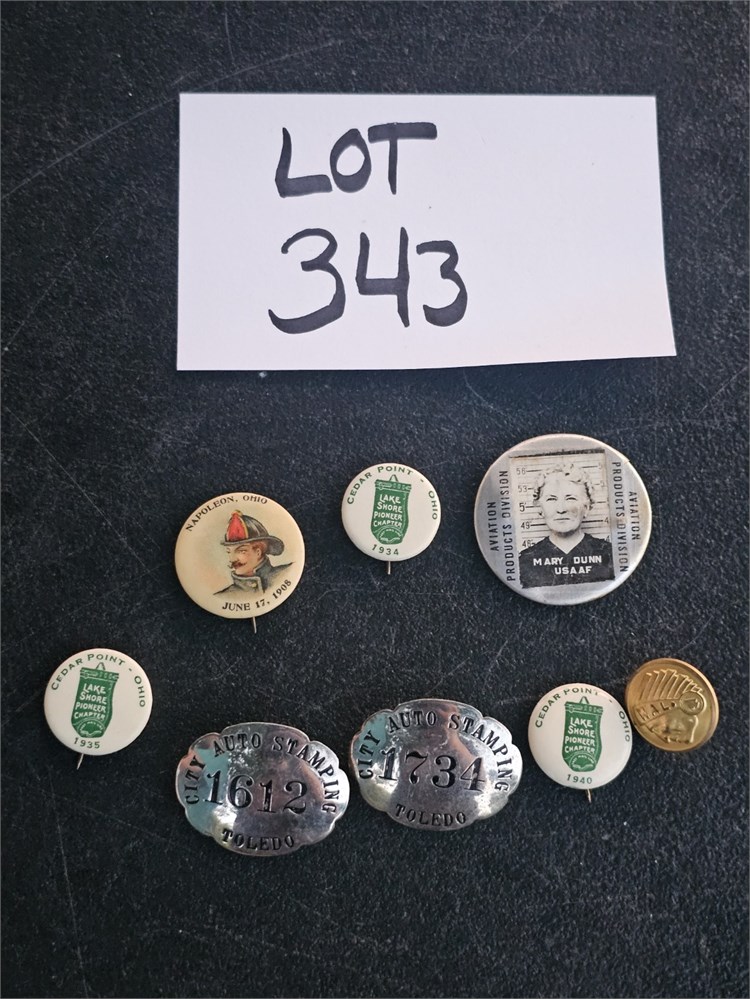 LOT
343
NAPOLEON, OHIO
JUNE 17, 1908
CEDAR POINT - OHIO
LAKE
SHORE
PIONEER
CHAPTER
1934
AVIATION
PRODUCTS DIVISION
AVIATION
PRODUCTS DIVISION
MARY DUNN
USAAF
CEDAR POINT - OHIO
LAKE
SHORE
PIONEER
CHAPTER
1935
CITY AUTO STAMPING
1612
TOLEDO
CITY AUTO STAMPING
1734
TOLEDO
CEDAR POINT - OHIO
LAKE
SHORE
PIONEER
CHAPTER
1940